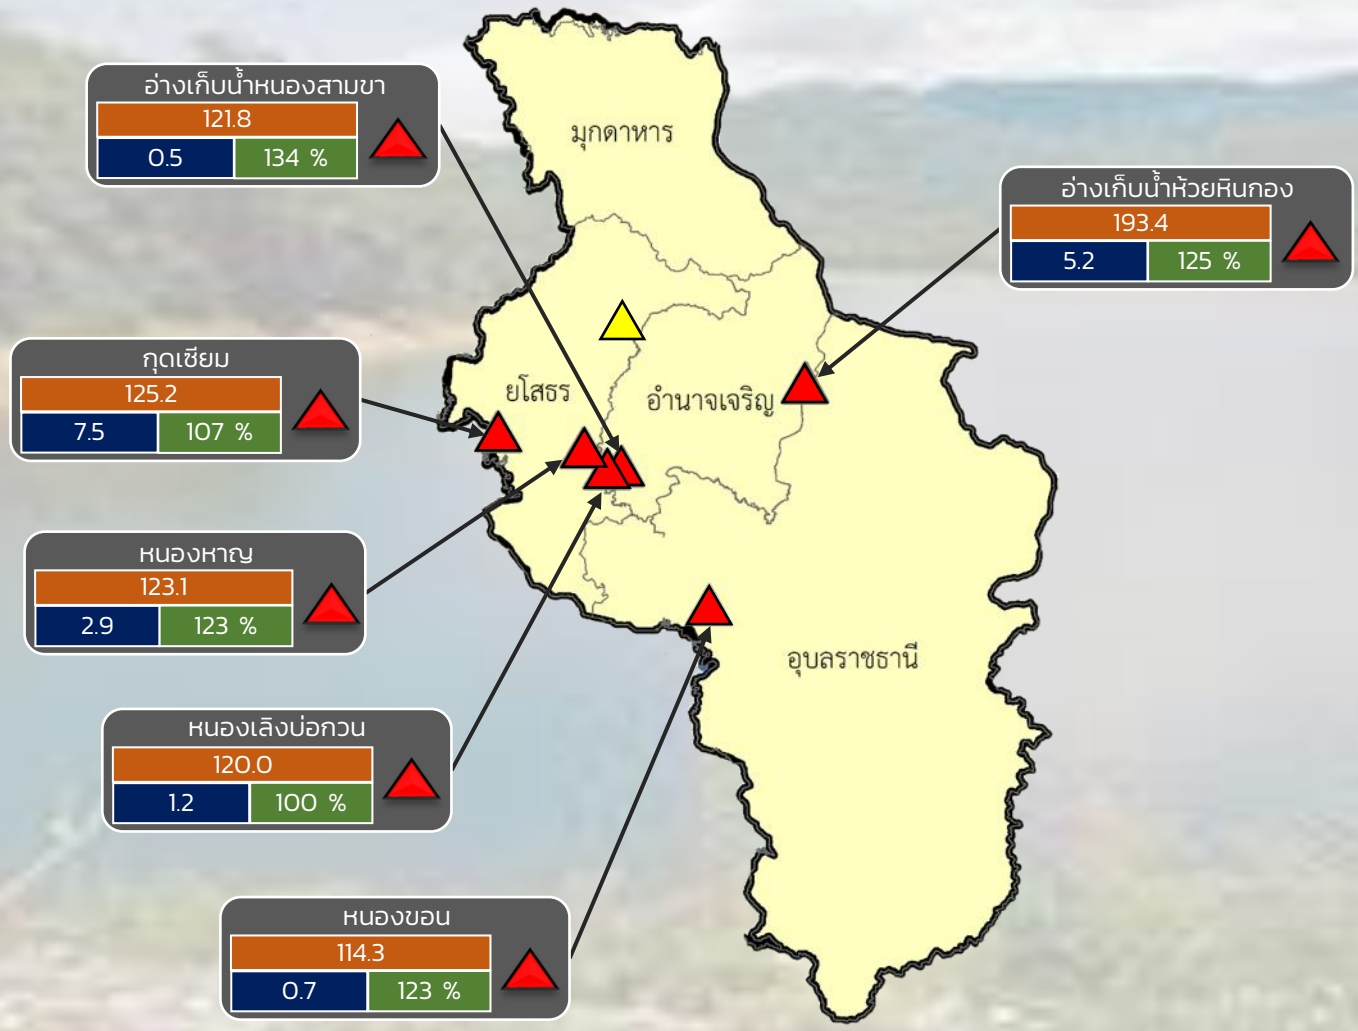 อ่างเก็บน้ำหนองสามขา
121.8
0.5 134 %
มุกดาหาร
อ่างเก็บน้ำห้วยหินกอง
193.4
5.2 125 %
กุดเซียม
125.2
7.5 107 %
ยโสธร
อำนาจเจริญ
หนองหาญ
123.1
2.9 123 %
อุบลราชธานี
หนองเลิงบ่อกวน
120.0
1.2 100 %
หนองขอน
114.3
0.7 123 %